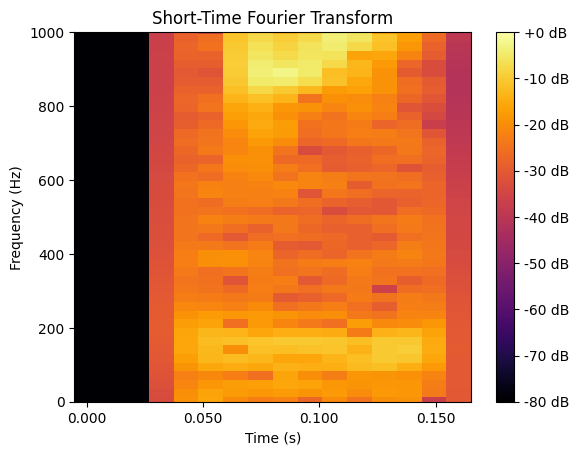 Short-Time Fourier Transform
1000
800
600
400
200
0
Frequency (Hz)
0.000
0.050
0.100
0.150
Time (s)
+0 dB
-10 dB
-20 dB
-30 dB
-40 dB
-50 dB
-60 dB
-70 dB
-80 dB